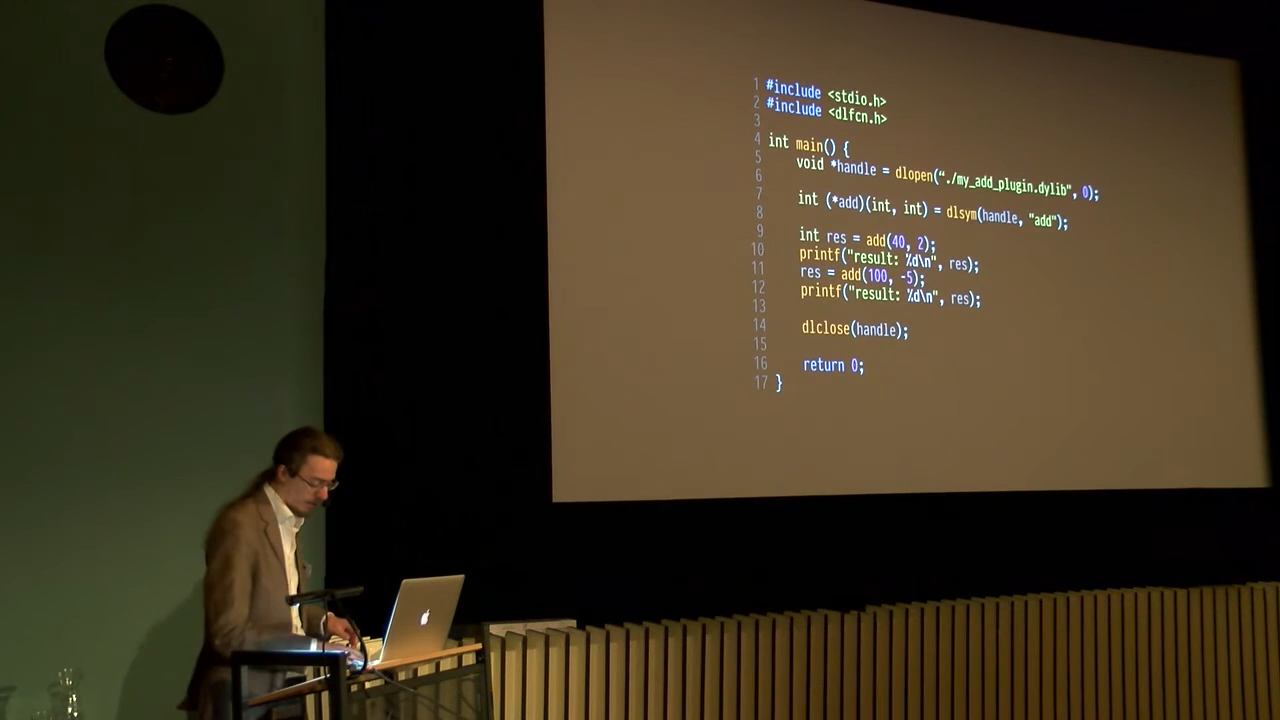 1 #include <stdio.h>
2 #include <dlfcn.h>
3
4 int main() {
5 void *handle = dlopen(“./my_add_plugin.dylib", 0);
6
7 int (*add)(int, int) = dlsym(handle, "add");
8
9 int res = add(40, 2);
10 printf("result: %d\n", res);
11 res = add(100, -5);
12 printf("result: %d\n", res);
13
14 dlclose(handle);
15
16 return 0;
17 }